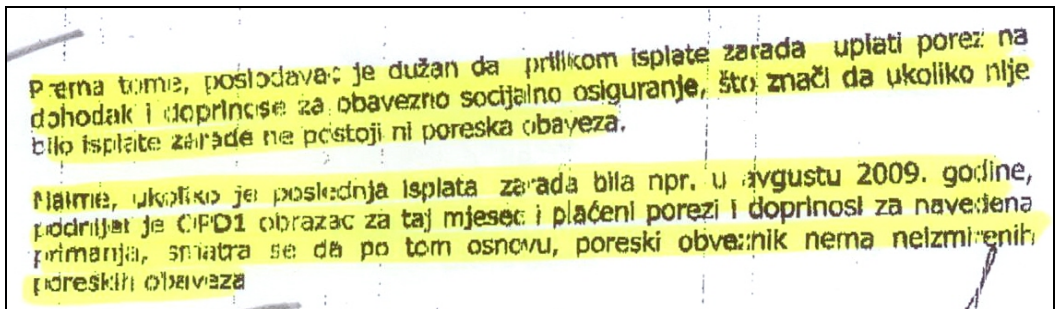 Prema tome, poslodavac je dužan da prilikom isplate zarada uplati porez na
dohodak i doprinose za obavezno socijalno osiguranje, što znači da ukoliko nije
bilo isplate zarade ne postoji ni poreska obaveza.
Naime, ukoliko je poslednja isplata zarada bila npr. u avgustu 2009. godine,
podnijet je OPD1 obrazac za taj mjesec i plaćeni porezi i doprinosi za navedena
primanja, smatra se da po tom osnovu, poreski obveznik nema neizmirenih
poreskih obaveza